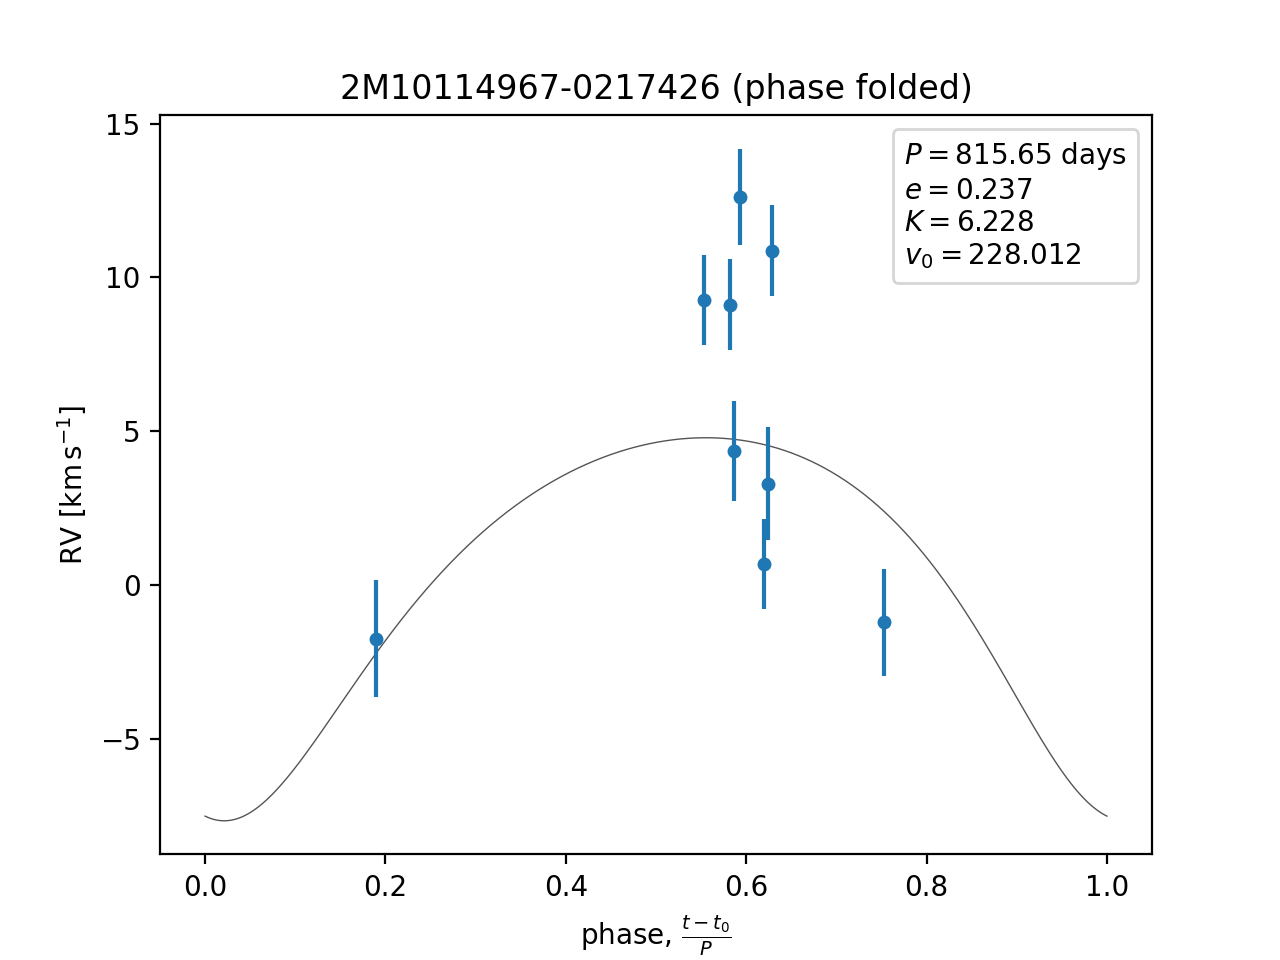 2M10114967-0217426 (phase folded)
P = 815.65 days
e = 0.237
K = 6.228
v₀ = 228.012
15
10
5
0
−5
RV [km s⁻¹]
0.0 0.2 0.4 0.6 0.8 1.0
phase, (t − t₀)/P